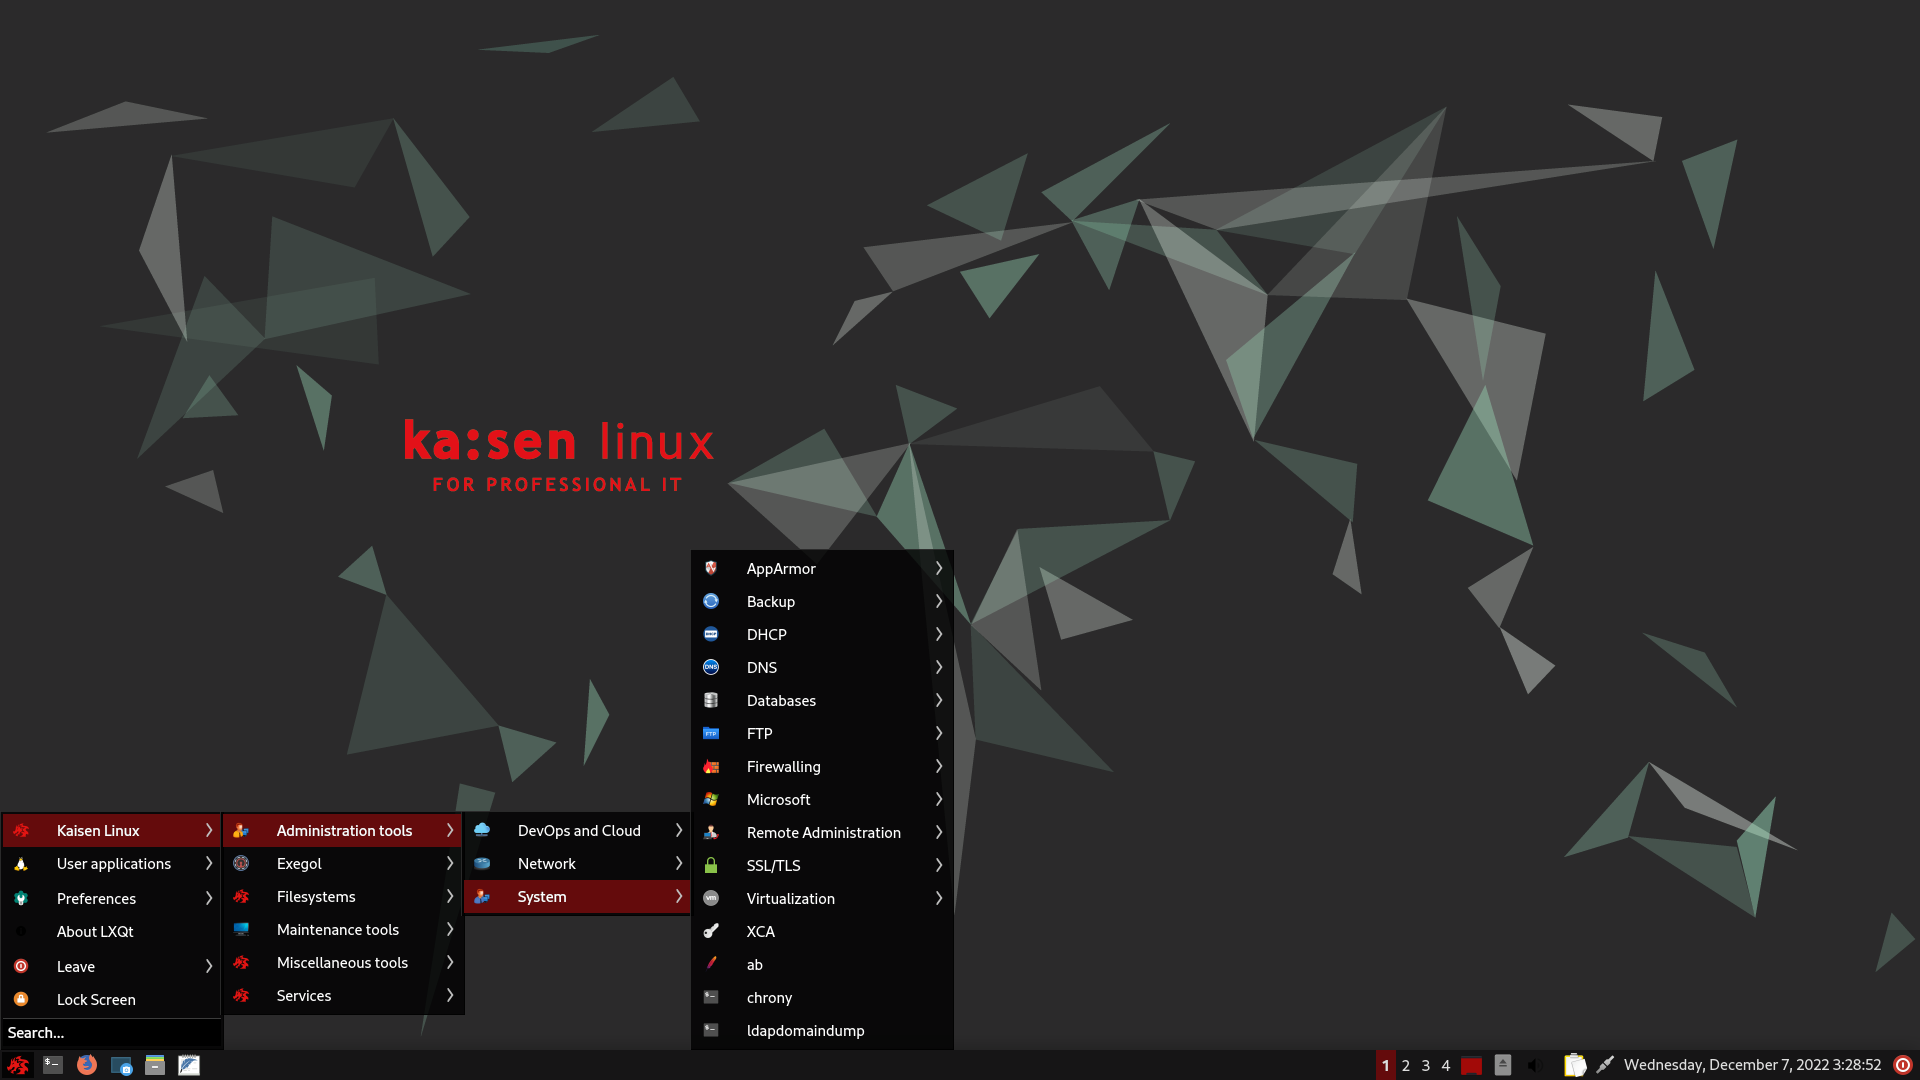 ka:sen linux
FOR PROFESSIONAL IT
AppArmor
Backup
DHCP
DNS
Databases
FTP
Firewalling
Microsoft
Remote Administration
SSL/TLS
Virtualization
XCA
ab
chrony
ldapdomaindump
DevOps and Cloud
Network
System
Administration tools
Exegol
Filesystems
Maintenance tools
Miscellaneous tools
Services
Kaisen Linux
User applications
Preferences
About LXQt
Leave
Lock Screen
Search...
1 2 3 4
Wednesday, December 7, 2022 3:28:52